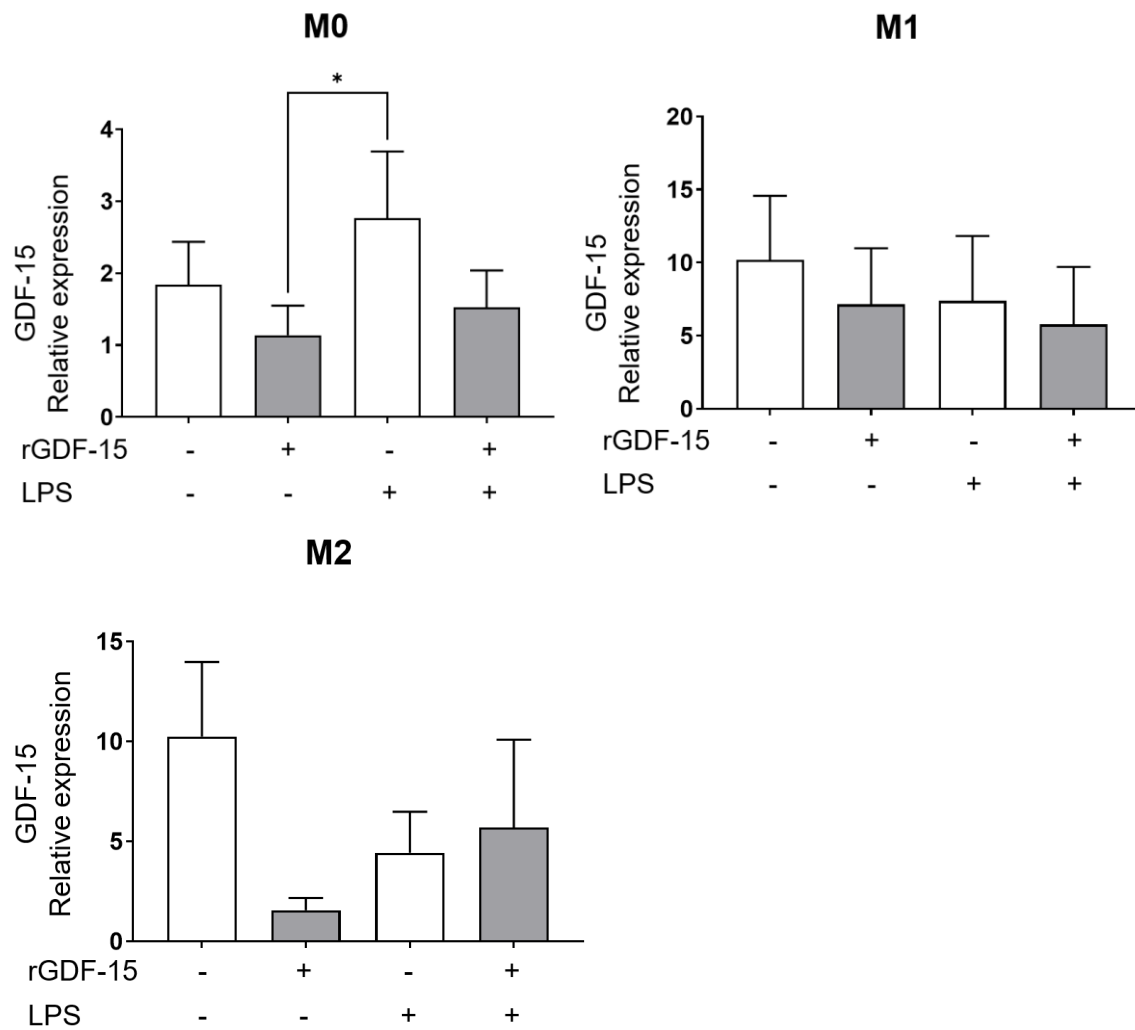 M0
*
GDF-15
Relative expression
4
3
2
1
0
rGDF-15 - + - +
LPS - - + +
M1
GDF-15
Relative expression
20
15
10
5
0
rGDF-15 - + - +
LPS - - + +
M2
GDF-15
Relative expression
15
10
5
0
rGDF-15 - + - +
LPS - - + +